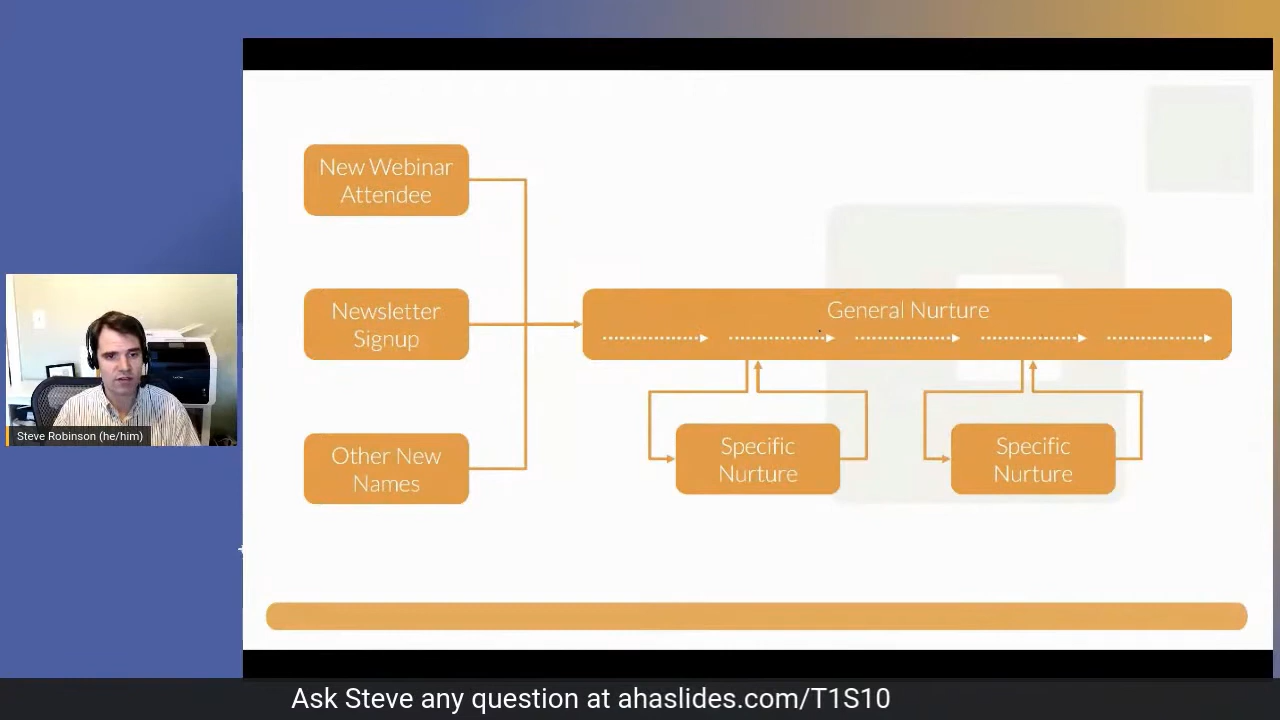 New Webinar
Attendee
Newsletter
Signup
Other New
Names
General Nurture
Specific
Nurture
Specific
Nurture
Steve Robinson (he/him)
Ask Steve any question at ahaslides.com/T1S10